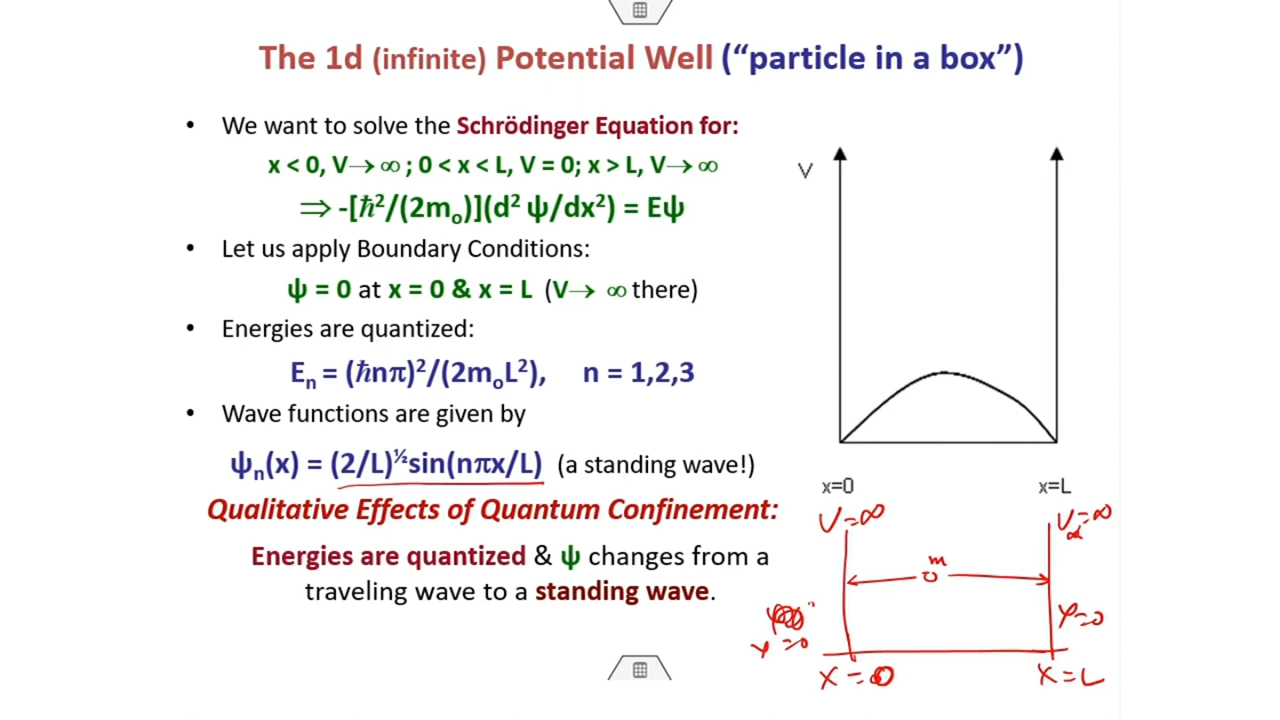 The 1d (infinite) Potential Well (“particle in a box”)
• We want to solve the Schrödinger Equation for:
x < 0, V→ ∞ ; 0 < x < L, V = 0; x > L, V→ ∞
⇒ -[ℏ²/(2mₒ)](d² ψ/dx²) = Eψ
• Let us apply Boundary Conditions:
ψ = 0 at x = 0 & x = L (V→ ∞ there)
• Energies are quantized:
Eₙ = (ℏnπ)²/(2mₒL²), n = 1,2,3
• Wave functions are given by
ψₙ(x) = (2/L)^½sin(nπx/L) (a standing wave!)
Qualitative Effects of Quantum Confinement:
Energies are quantized & ψ changes from a
traveling wave to a standing wave.
V
x=0 x=L
V=∞ V=∞
m
ψ=0
ψ=0
x=0 x=L